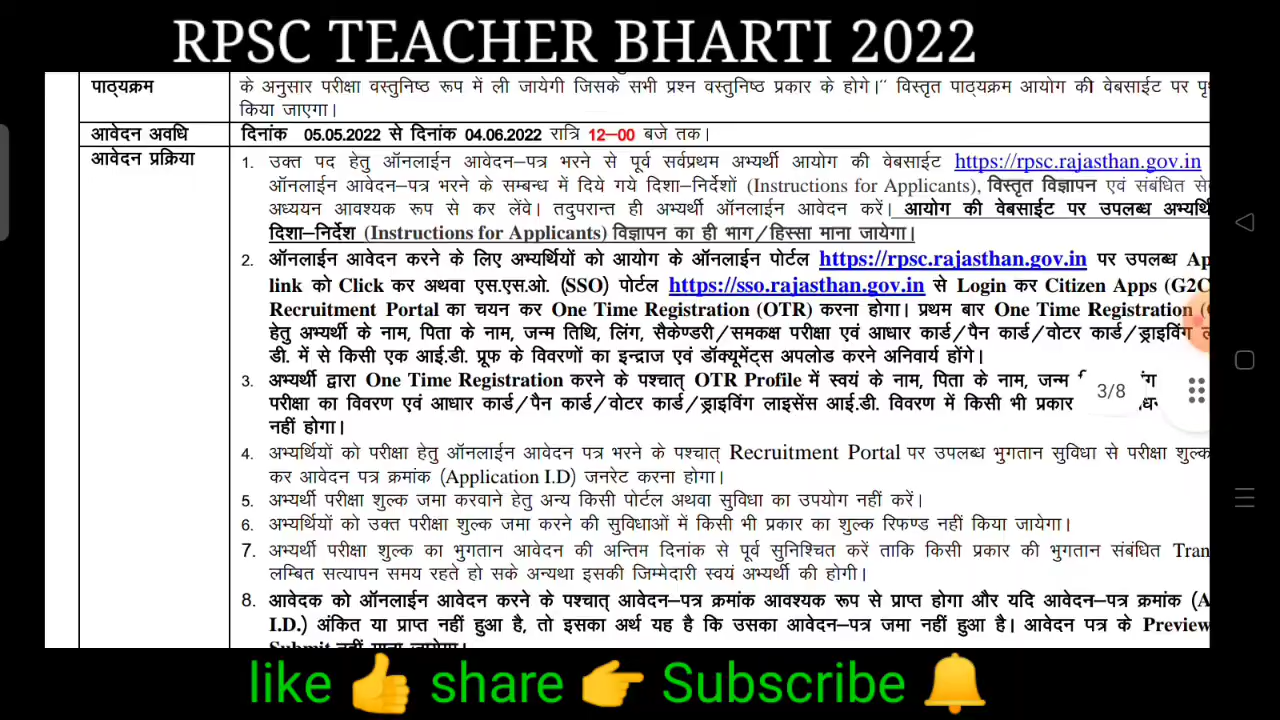 RPSC TEACHER BHARTI 2022
पाठ्यक्रम
के अनुसार परीक्षा वस्तुनिष्ठ रूप में ली जायेगी जिसके सभी प्रश्न वस्तुनिष्ठ प्रकार के होगे।" विस्तृत पाठ्यक्रम आयोग की वेबसाईट पर
किया जाएगा।
आवेदन अवधि
दिनांक 05.05.2022 से दिनांक 04.06.2022 रात्रि 12–00 बजे तक।
आवेदन प्रक्रिया
1. उक्त पद हेतु ऑनलाईन आवेदन–पत्र भरने से पूर्व सर्वप्रथम अभ्यर्थी आयोग की वेबसाईट https://rpsc.rajasthan.gov.in
ऑनलाईन आवेदन–पत्र भरने के सम्बन्ध में दिये गये दिशा–निर्देशों (Instructions for Applicants), विस्तृत विज्ञापन एवं संबंधित
अध्ययन आवश्यक रूप से कर लेंवे। तदुपरान्त ही अभ्यर्थी ऑनलाईन आवेदन करें। आयोग की वेबसाईट पर उपलब्ध
दिशा–निर्देश (Instructions for Applicants) विज्ञापन का ही भाग/हिस्सा माना जायेगा।
2. ऑनलाईन आवेदन करने के लिए अभ्यर्थियों को आयोग के ऑनलाईन पोर्टल https://rpsc.rajasthan.gov.in पर उपलब्ध Ap
link को Click कर अथवा एस.एस.ओ. (SSO) पोर्टल https://sso.rajasthan.gov.in से Login कर Citizen Apps (G2C
Recruitment Portal का चयन कर One Time Registration (OTR) करना होगा। प्रथम बार One Time Registration
हेतु अभ्यर्थी के नाम, पिता के नाम, जन्म तिथि, लिंग, सैकेण्डरी/समकक्ष परीक्षा एवं आधार कार्ड/पैन कार्ड/वोटर कार्ड/ड्राइविंग
डी. में से किसी एक आई.डी. प्रूफ के विवरणों का इन्द्राज एवं डॉक्यूमेंट्स अपलोड करने अनिवार्य होंगे।
3. अभ्यर्थी द्वारा One Time Registration करने के पश्चात् OTR Profile में स्वयं के नाम, पिता के नाम, जन्म
परीक्षा का विवरण एवं आधार कार्ड/पैन कार्ड/वोटर कार्ड/ड्राइविंग लाइसेंस आई.डी. विवरण में किसी भी प्रकार
नहीं होगा।
3/8
4. अभ्यर्थियों को परीक्षा हेतु ऑनलाईन आवेदन पत्र भरने के पश्चात् Recruitment Portal पर उपलब्ध भुगतान सुविधा से परीक्षा शुल्क
कर आवेदन पत्र क्रमांक (Application I.D) जनरेट करना होगा।
5. अभ्यर्थी परीक्षा शुल्क जमा करवाने हेतु अन्य किसी पोर्टल अथवा सुविधा का उपयोग नहीं करें।
6. अभ्यर्थियों को उक्त परीक्षा शुल्क जमा करने की सुविधाओं में किसी भी प्रकार का शुल्क रिफण्ड नहीं किया जायेगा।
7. अभ्यर्थी परीक्षा शुल्क का भुगतान आवेदन की अन्तिम दिनांक से पूर्व सुनिश्चित करें ताकि किसी प्रकार की भुगतान संबंधित Tran
लम्बित सत्यापन समय रहते हो सके अन्यथा इसकी जिम्मेदारी स्वयं अभ्यर्थी की होगी।
8. आवेदक को ऑनलाईन आवेदन करने के पश्चात् आवेदन–पत्र क्रमांक आवश्यक रूप से प्राप्त होगा और यदि आवेदन–पत्र क्रमांक (A
I.D.) अंकित या प्राप्त नहीं हुआ है, तो इसका अर्थ यह है कि उसका आवेदन–पत्र जमा नहीं हुआ है। आवेदन पत्र के Preview
like 👍 share 👉 Subscribe 🔔